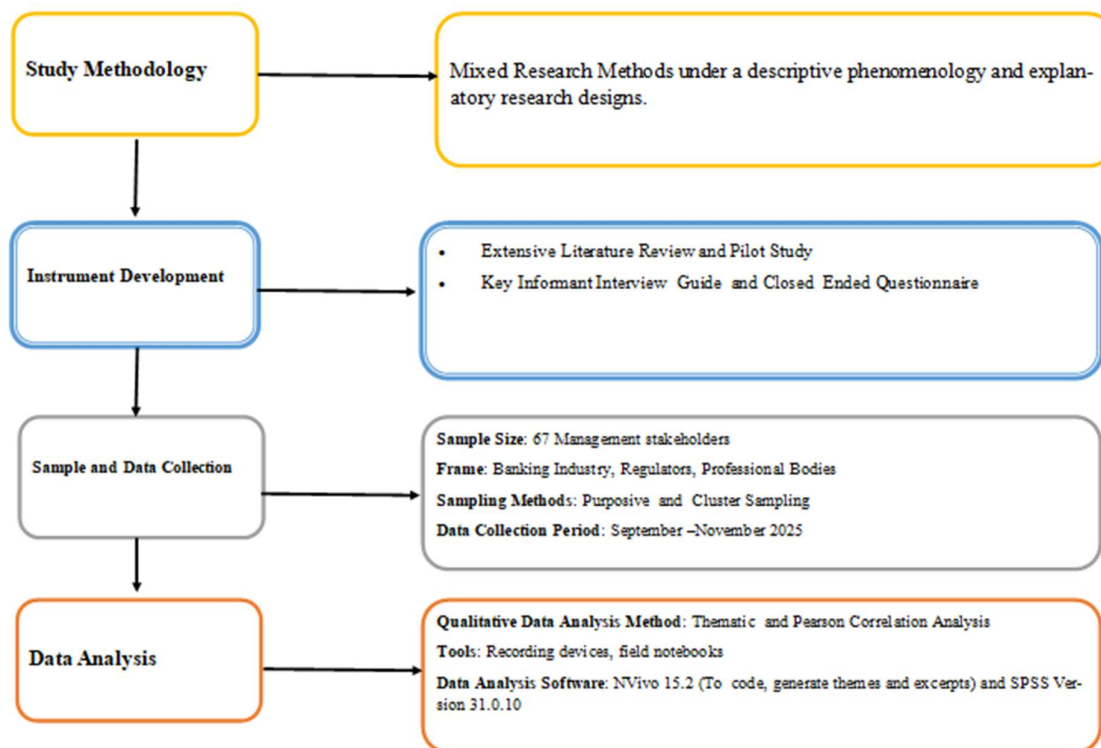 Study Methodology
Mixed Research Methods under a descriptive phenomenology and explan-
atory research designs.
Instrument Development
• Extensive Literature Review and Pilot Study
• Key Informant Interview Guide and Closed Ended Questionnaire
Sample and Data Collection
Sample Size: 67 Management stakeholders
Frame: Banking Industry, Regulators, Professional Bodies
Sampling Methods: Purposive and Cluster Sampling
Data Collection Period: September –November 2025
Data Analysis
Qualitative Data Analysis Method: Thematic and Pearson Correlation Analysis
Tools: Recording devices, field notebooks
Data Analysis Software: NVivo 15.2 (To code, generate themes and excerpts) and SPSS Ver-
sion 31.0.10